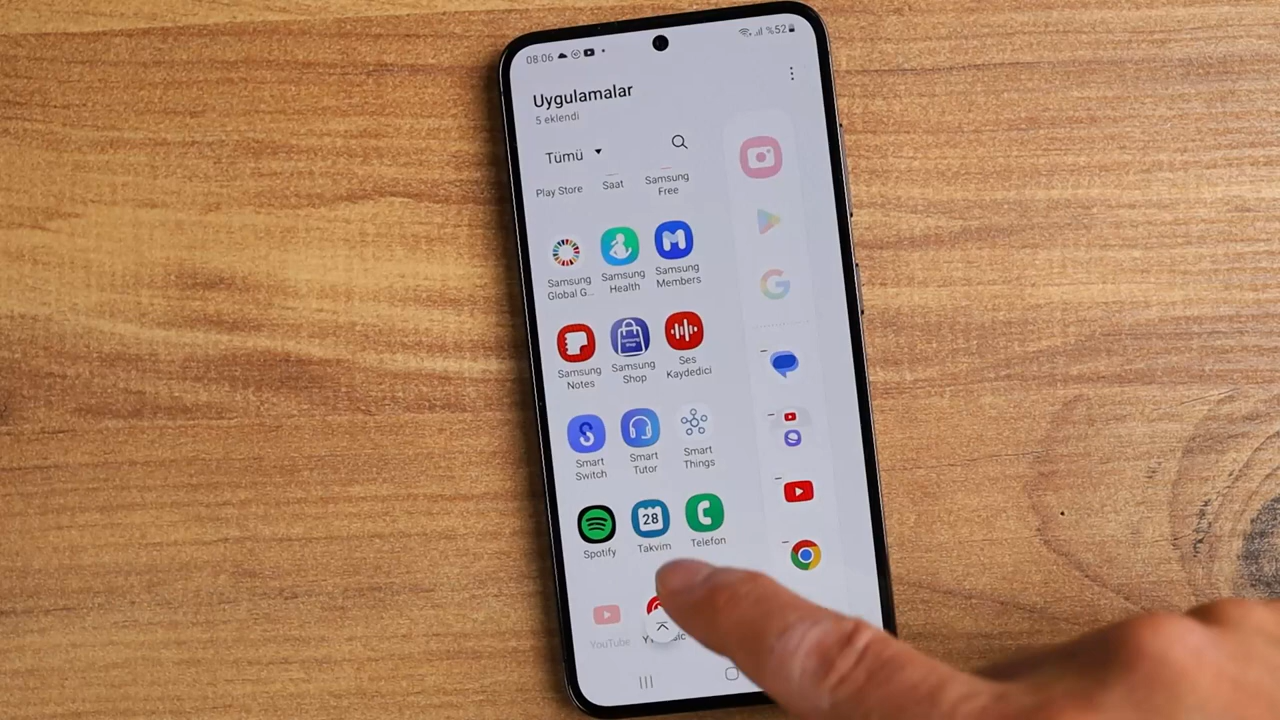 08:06
%52
Uygulamalar
5 eklendi
Tümü
Play Store
Saat
Samsung
Free
Samsung
Global G...
Samsung
Health
Samsung
Members
Samsung
Notes
Samsung
Shop
Ses
Kaydedici
Smart
Switch
Smart
Tutor
Smart
Things
Spotify
28
Takvim
Telefon
YouTube